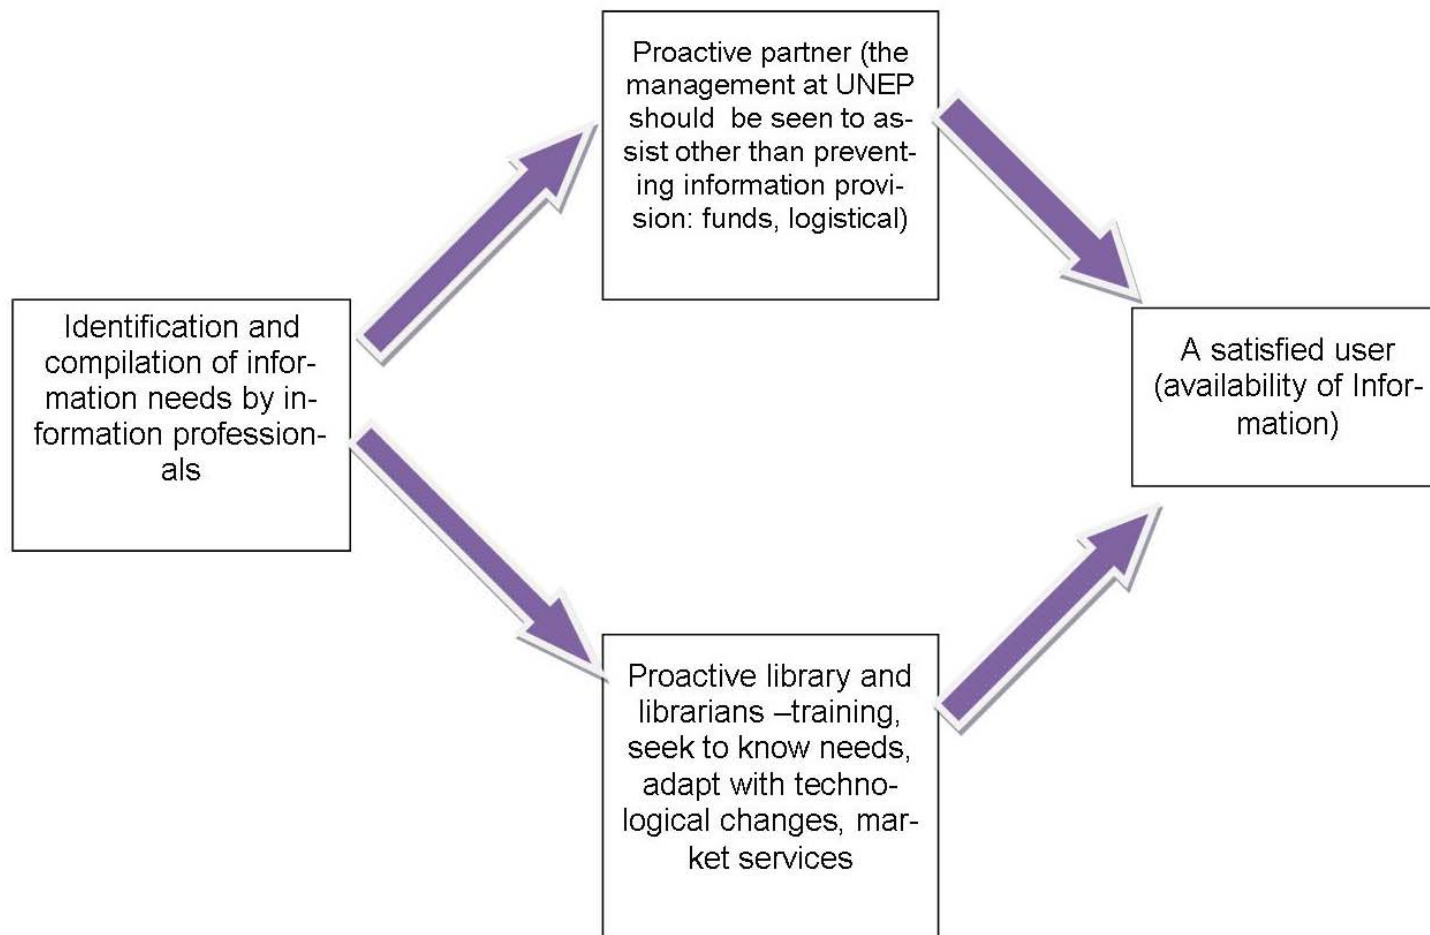 Proactive partner (the
management at UNEP
should  be seen to as-
sist other than prevent-
ing information provi-
sion: funds, logistical)
Identification and
compilation of infor-
mation needs by in-
formation profession-
als
A satisfied user
(availability of Infor-
mation)
Proactive library and
librarians –training,
seek to know needs,
adapt with techno-
logical changes, mar-
ket services